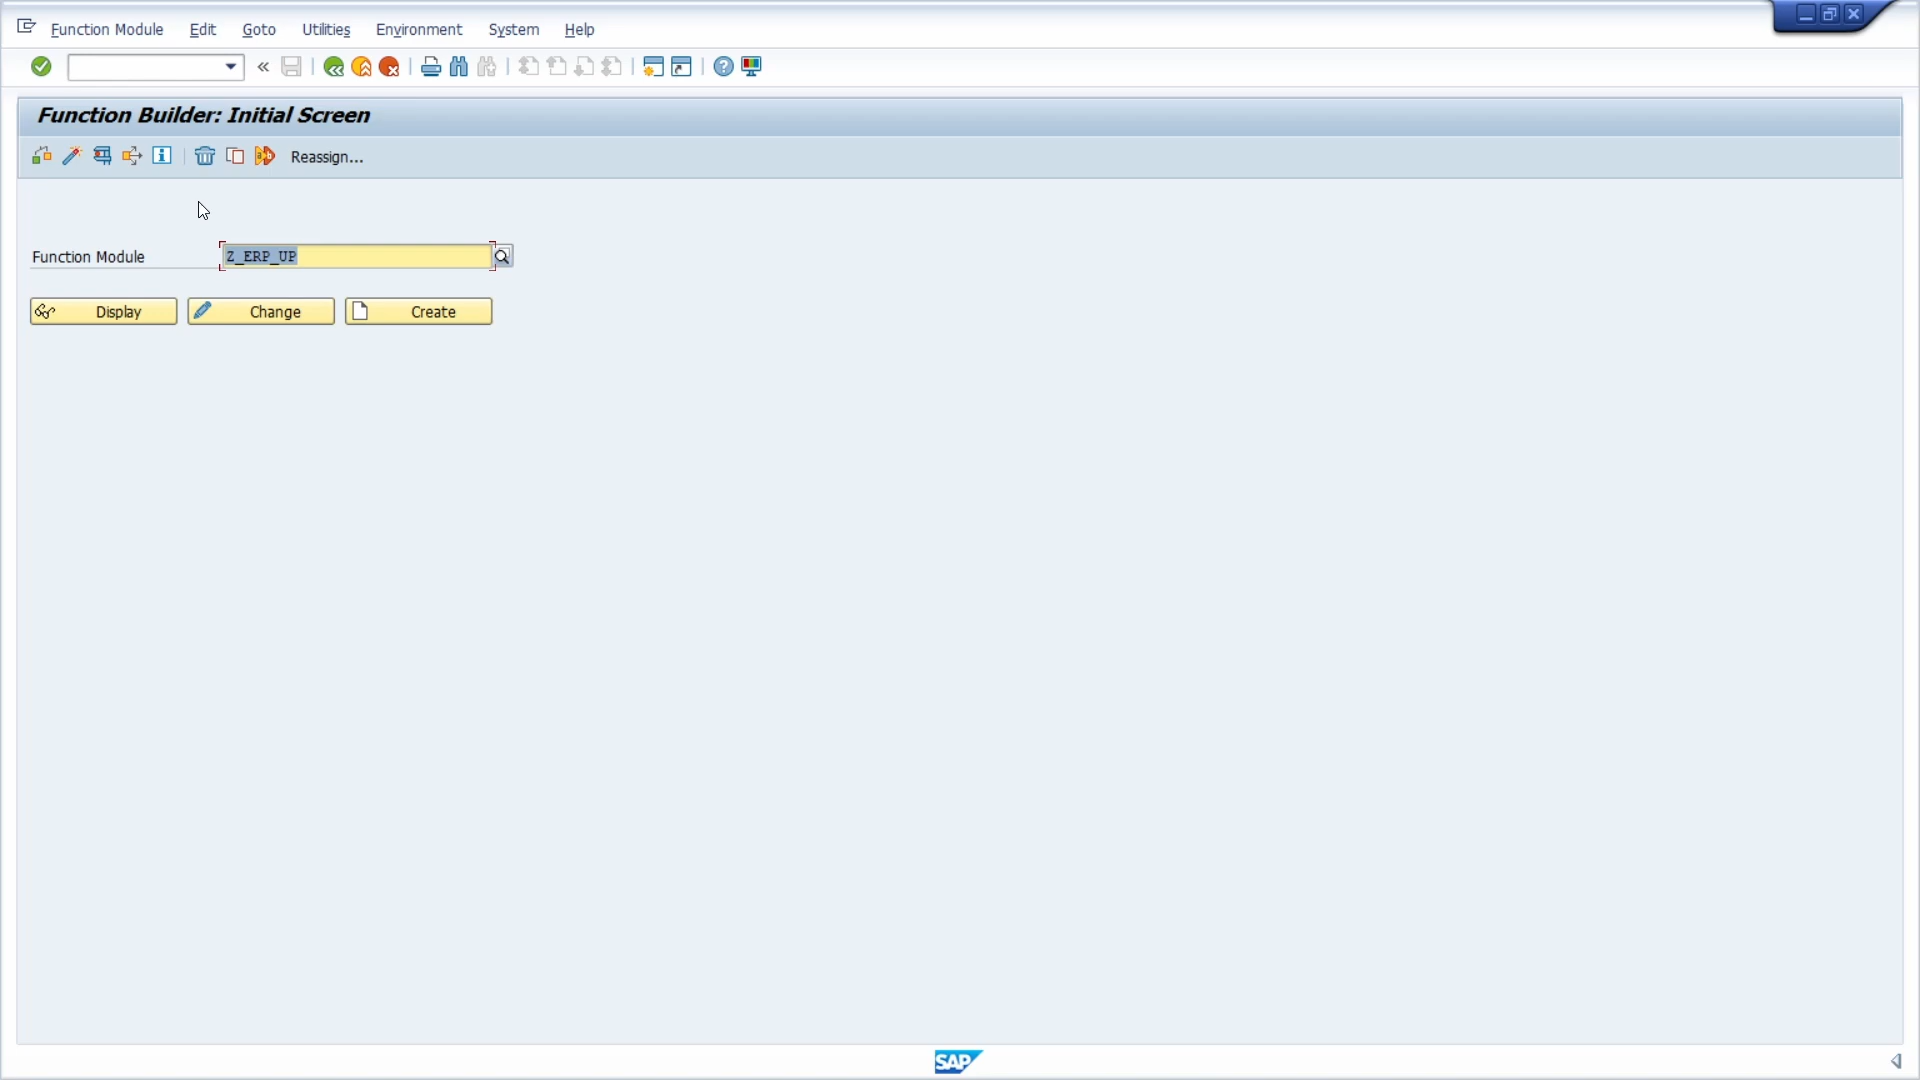 Function Module Edit Goto Utilities Environment System Help
Function Builder: Initial Screen
Reassign...
Function Module Z_ERP_UP
Display Change Create
SAP